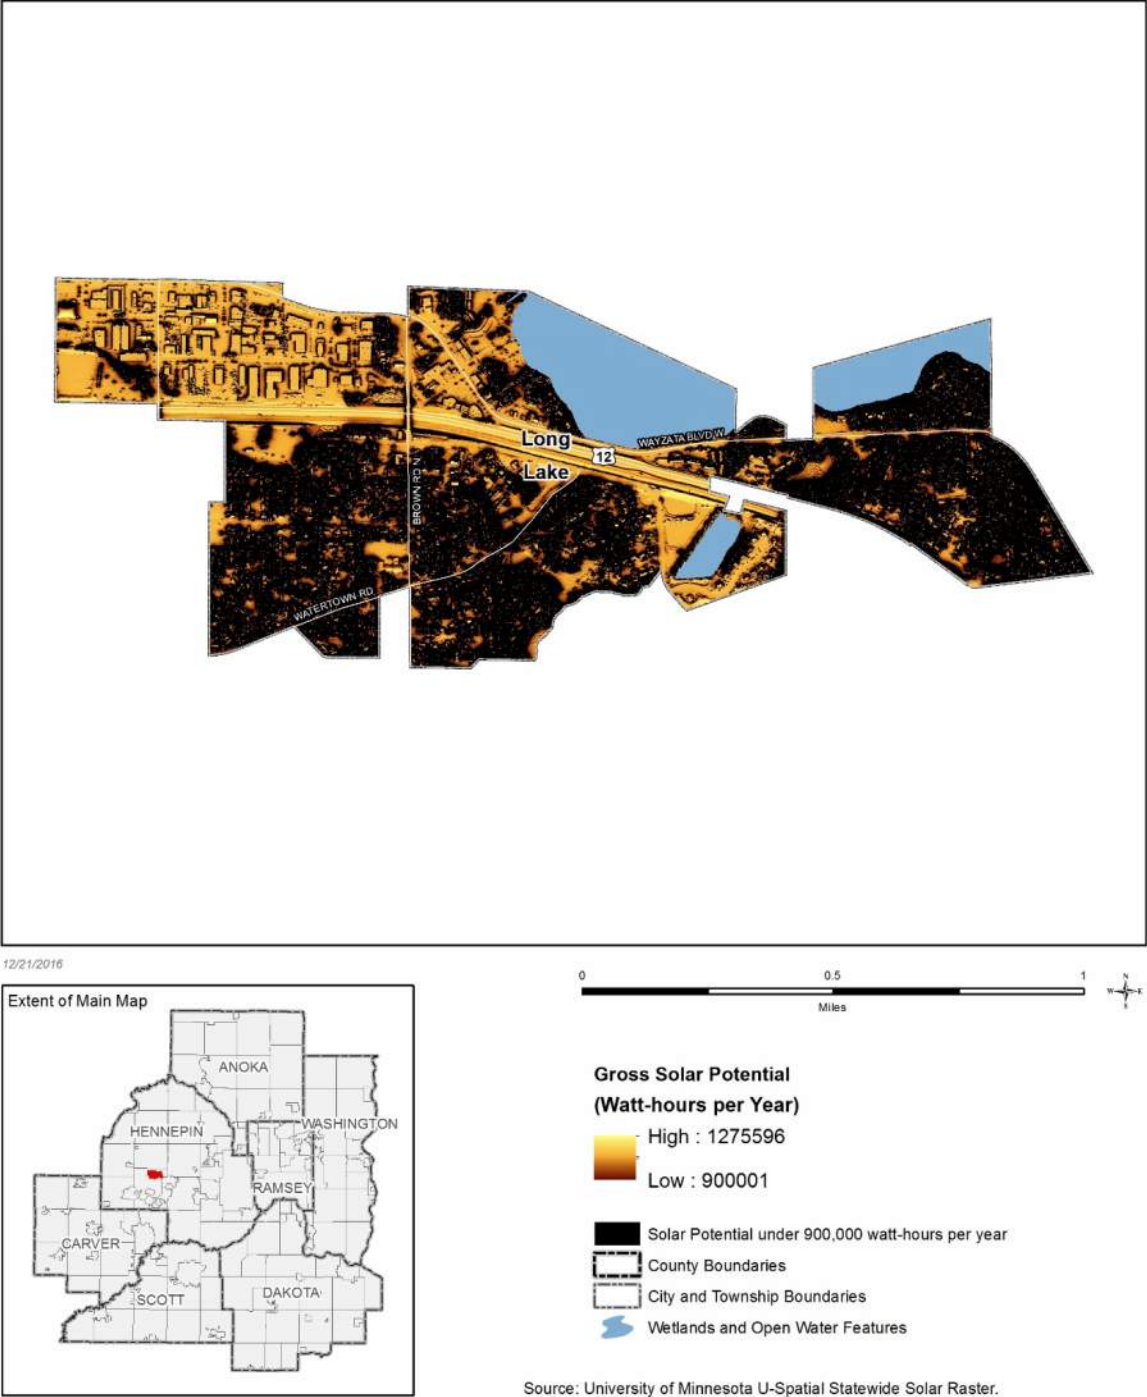 Long
WAYZATA BLVD W
12
Lake
BROWN RD N
WATERTOWN RD
12/21/2016
Extent of Main Map
ANOKA
WASHINGTON
HENNEPIN
RAMSEY
CARVER
SCOTT
DAKOTA
0 0.5 1
Miles
N
W E
S
Gross Solar Potential
(Watt-hours per Year)
High : 1275596
Low : 900001
Solar Potential under 900,000 watt-hours per year
County Boundaries
City and Township Boundaries
Wetlands and Open Water Features
Source: University of Minnesota U-Spatial Statewide Solar Raster.